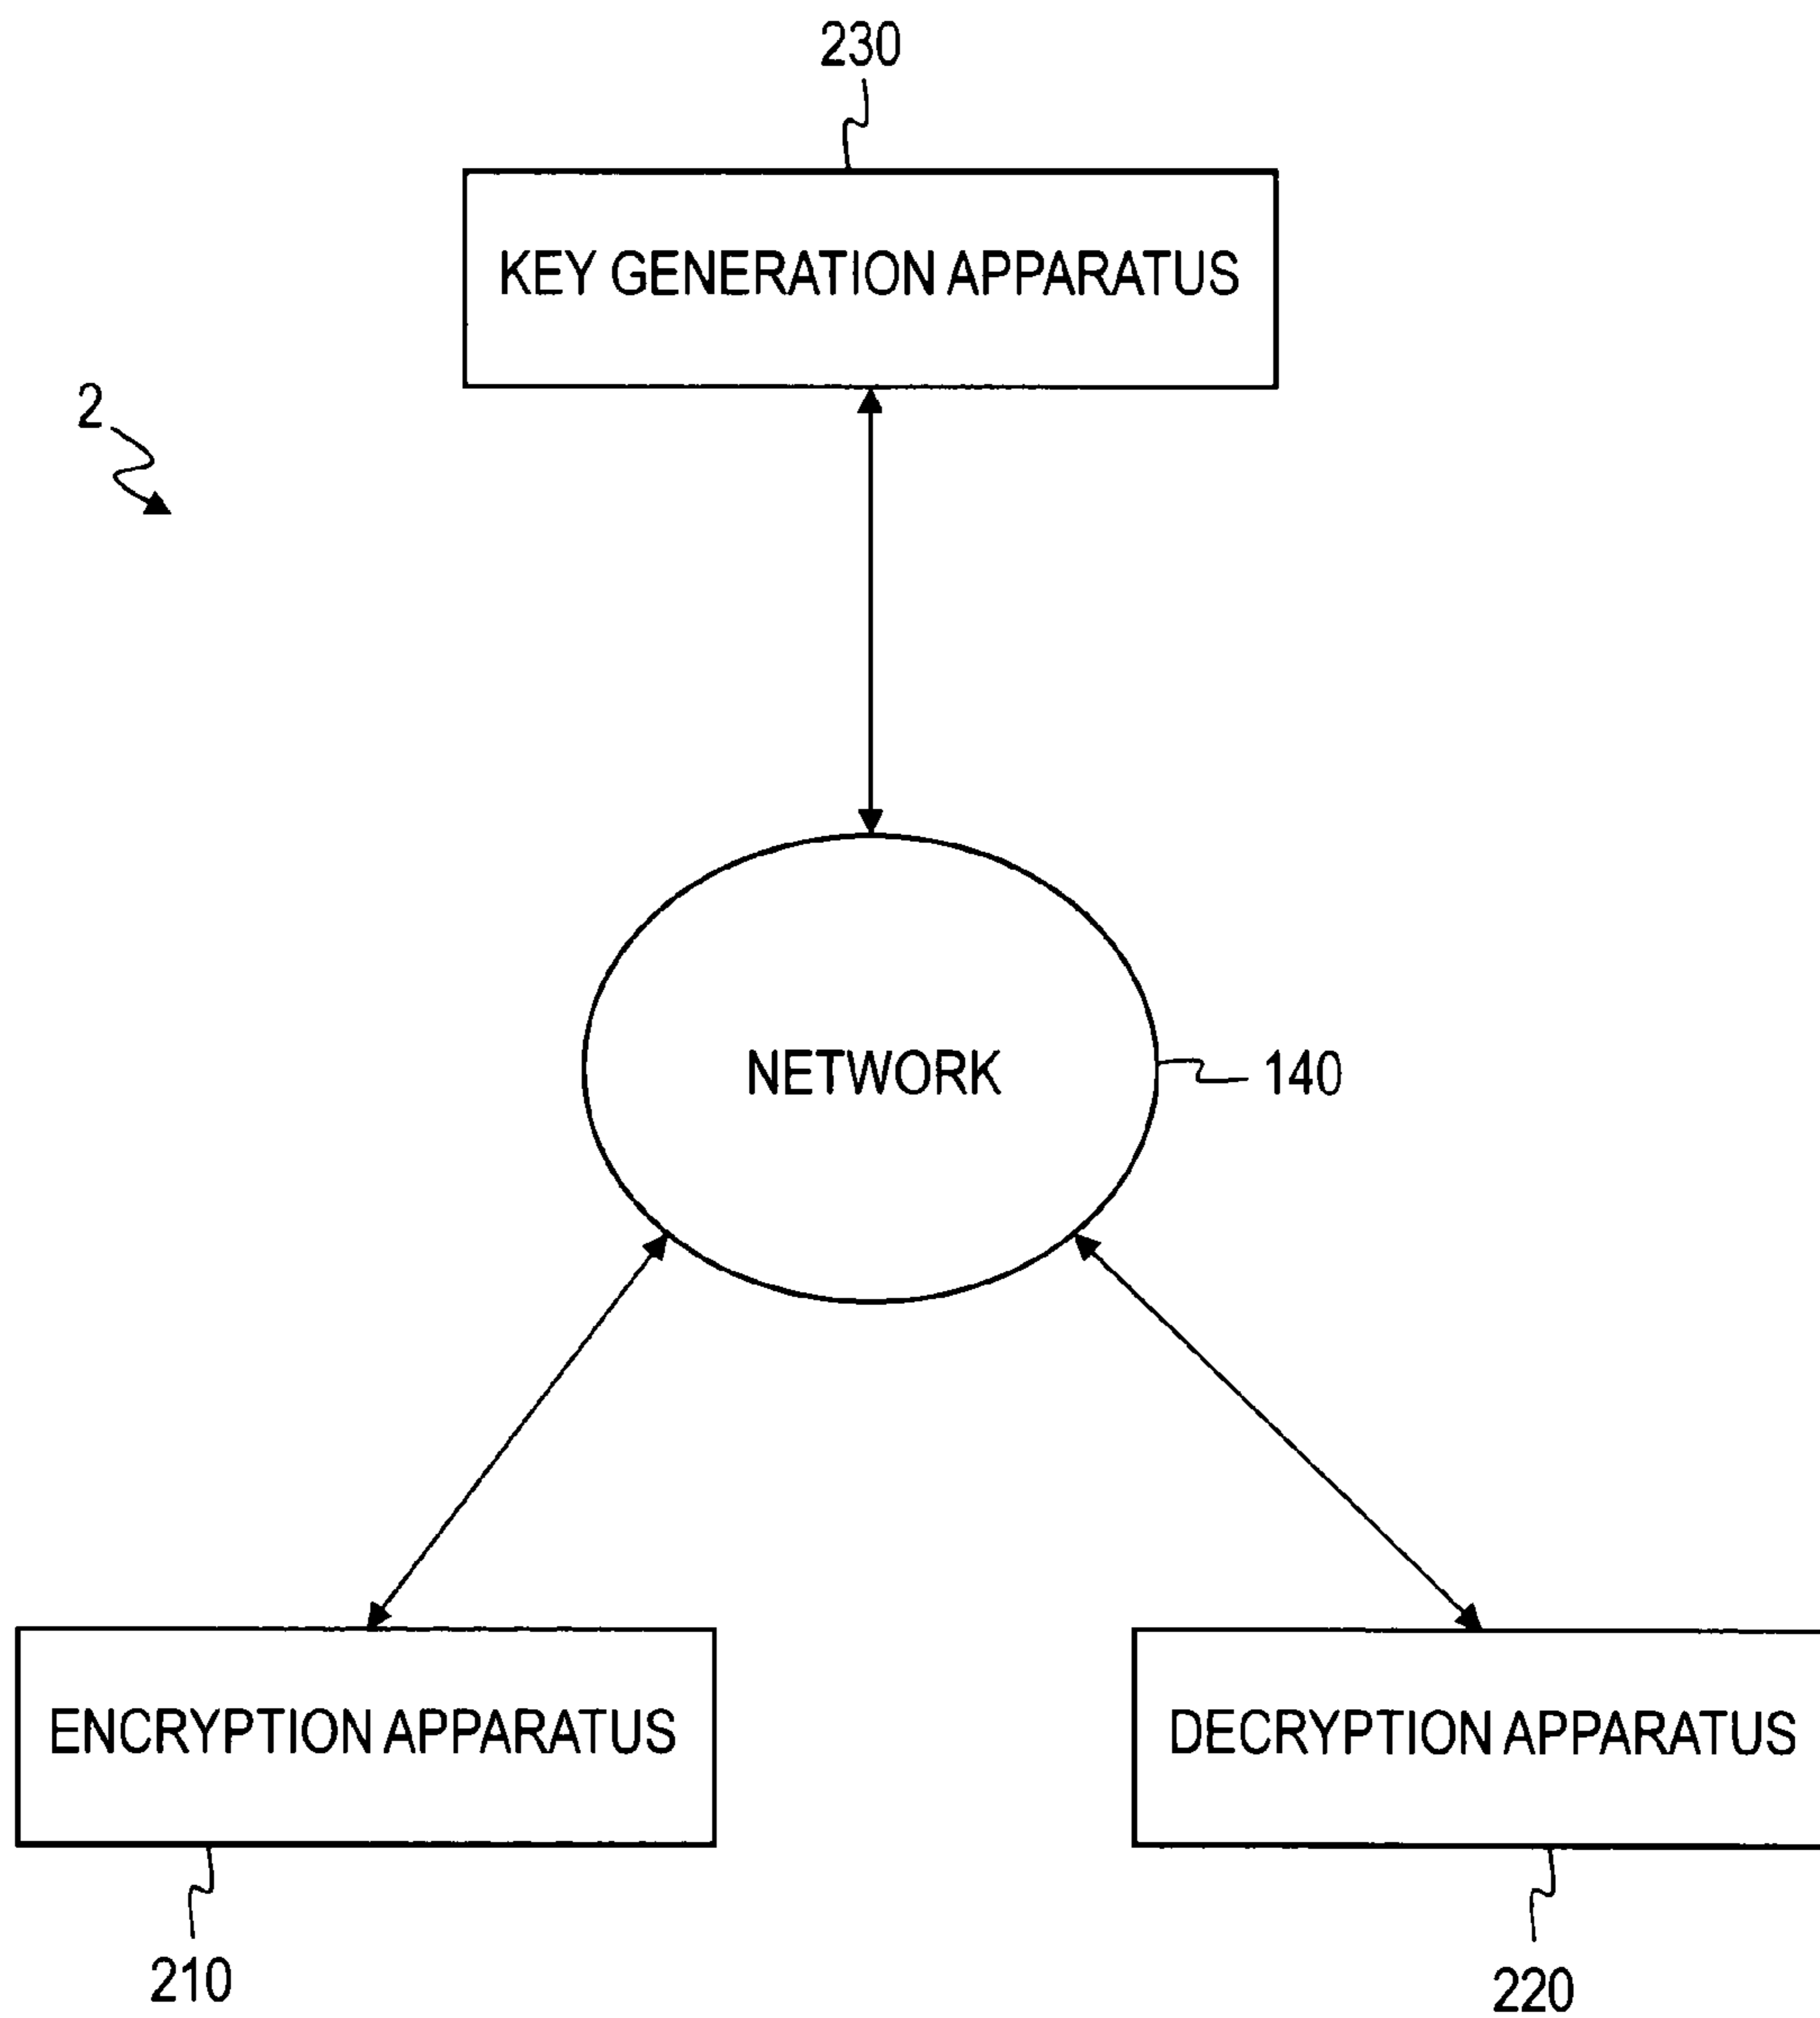 230
KEY GENERATION APPARATUS
2
NETWORK
140
ENCRYPTION APPARATUS
DECRYPTION APPARATUS
210
220